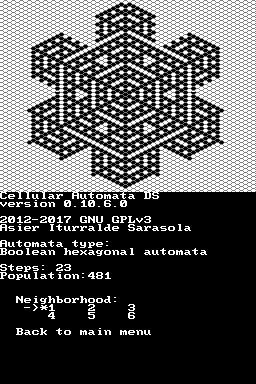 Cellular Automata DS
version 0.10.6.0
2012-2017 GNU GPLv3
Asier Iturralde Sarasola
Automata type:
Boolean hexagonal automata
Steps: 23
Population:481
Neighborhood:
->*1 2 3
4 5 6
Back to main menu